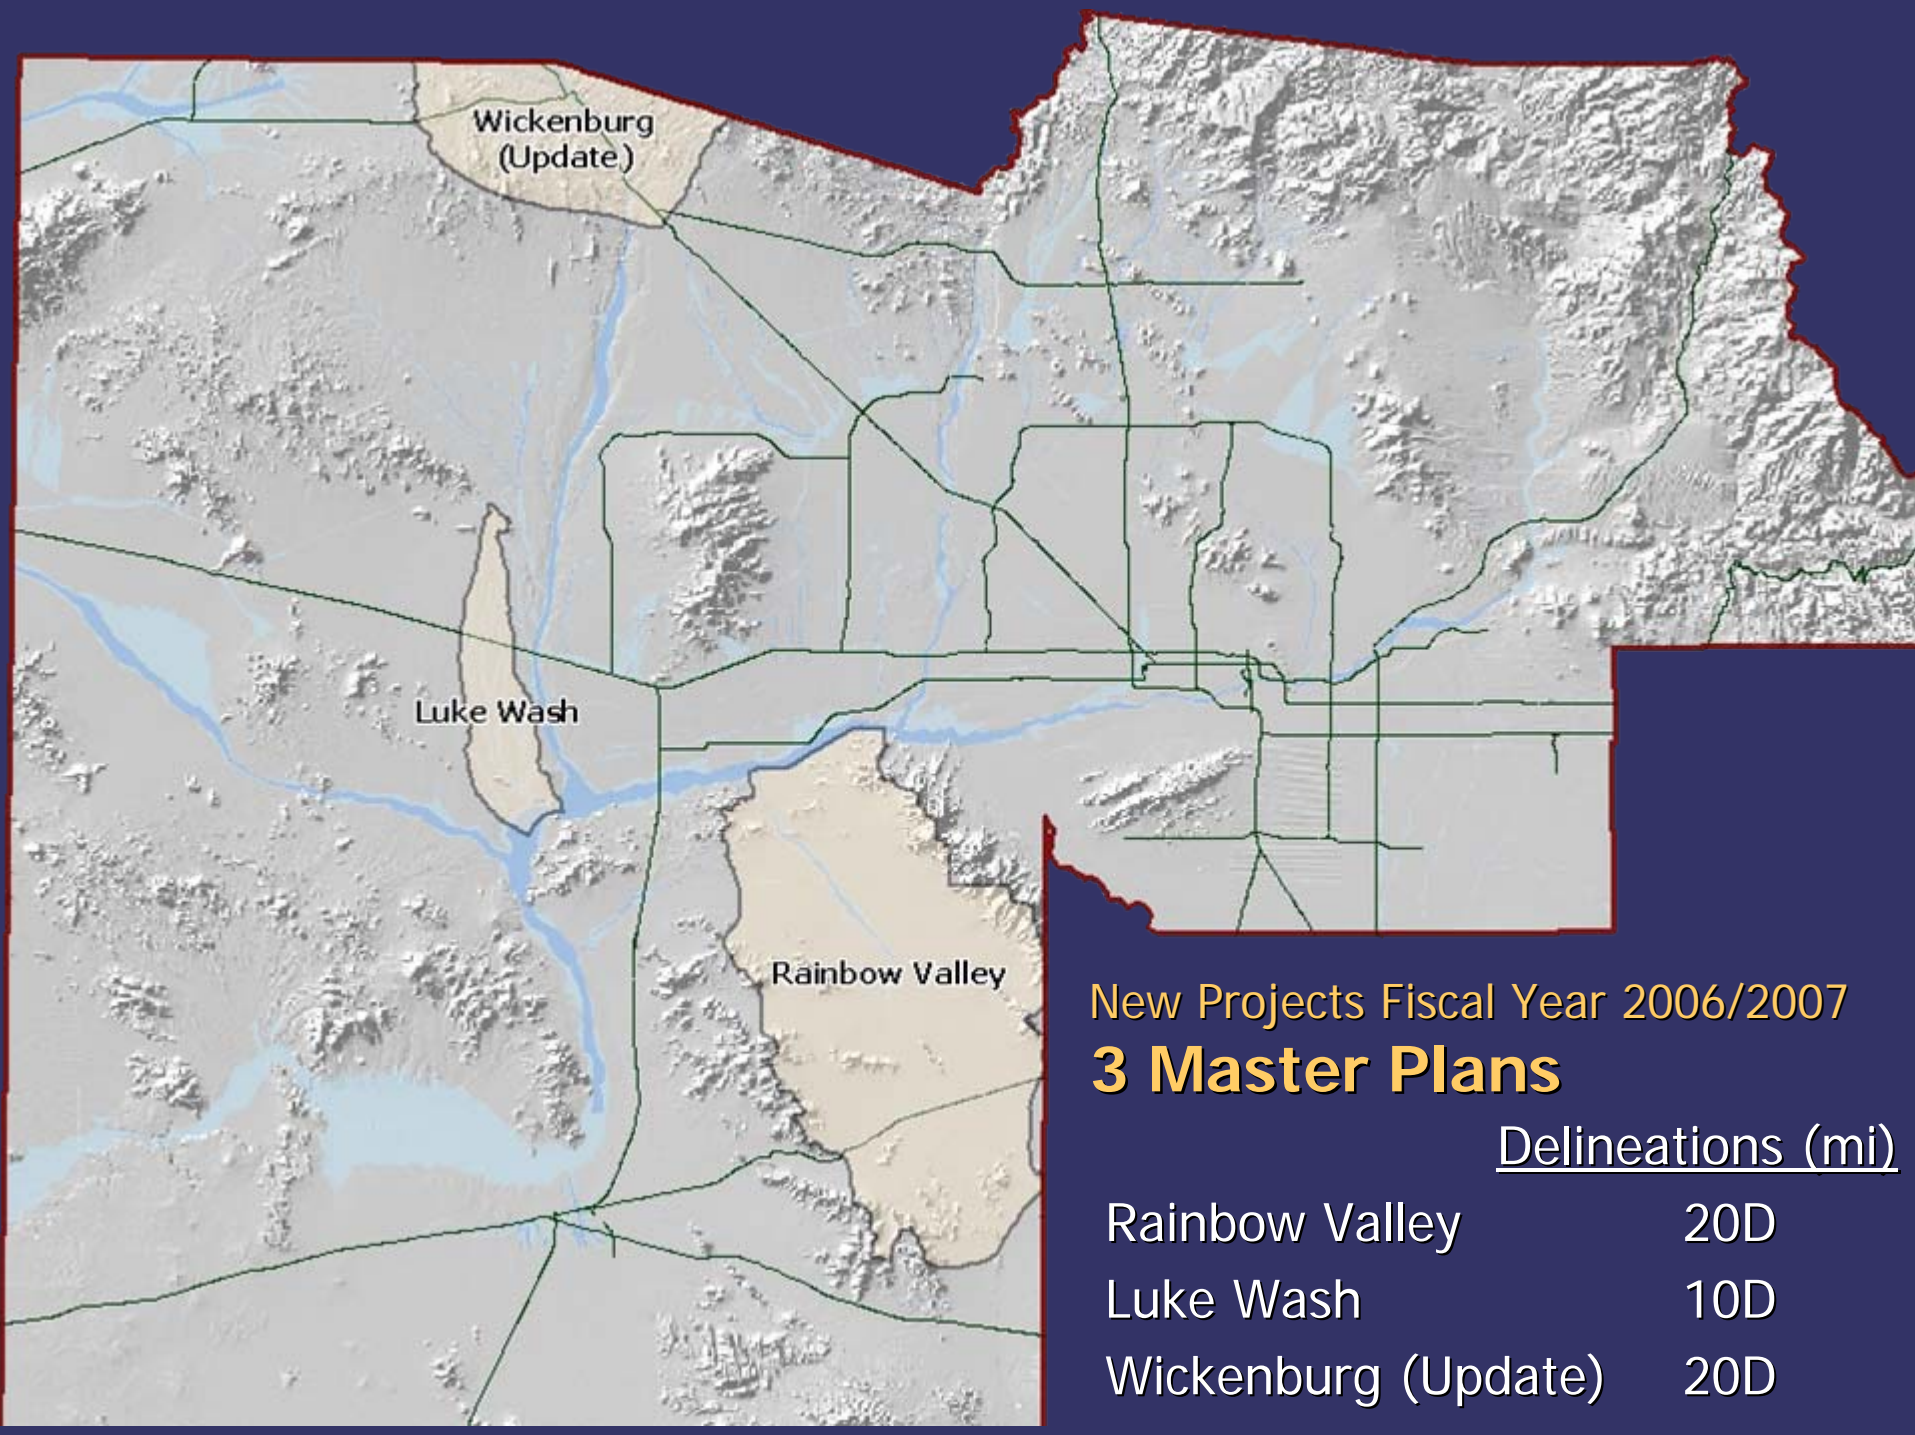 Wickenburg
(Update)
Luke Wash
Rainbow Valley
New Projects Fiscal Year 2006/2007
3 Master Plans
Delineations (mi)
Rainbow Valley 20D
Luke Wash 10D
Wickenburg (Update) 20D